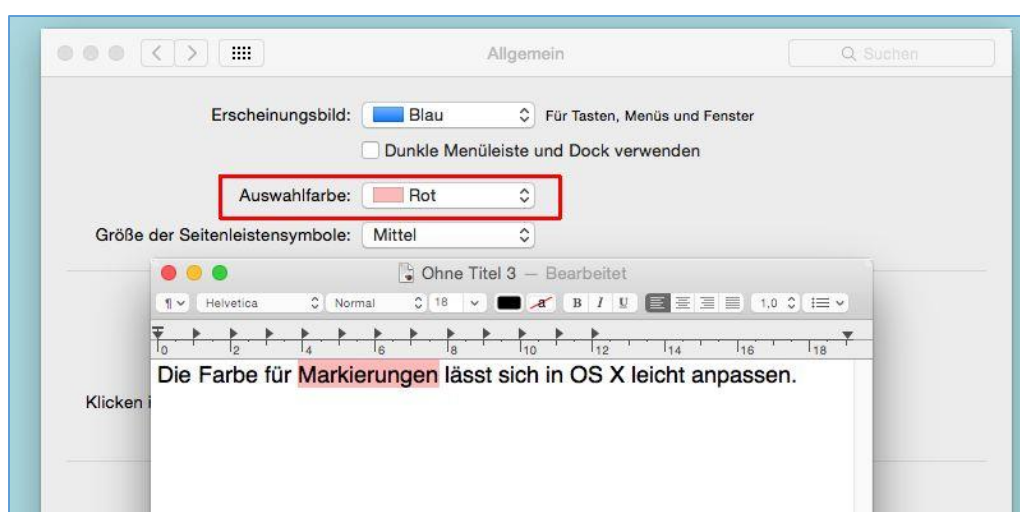 Allgemein
Suchen
Erscheinungsbild: Blau Für Tasten, Menüs und Fenster
Dunkle Menüleiste und Dock verwenden
Auswahlfarbe: Rot
Größe der Seitenleistensymbole: Mittel
Ohne Titel 3 — Bearbeitet
¶ Helvetica Normal 18 a B I U 1,0
0 2 4 6 8 10 12 14 16 18
Die Farbe für Markierungen lässt sich in OS X leicht anpassen.
Klicken i